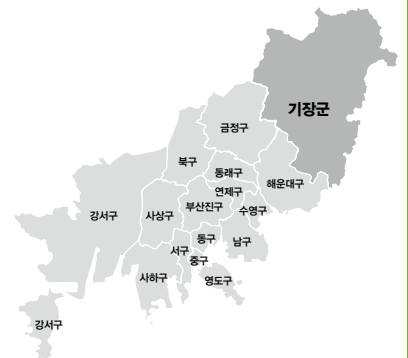 기장군
금정구
북구
동래구
해운대구
연제구
강서구
사상구
부산진구
수영구
동구
남구
서구
중구
사하구
영도구
강서구